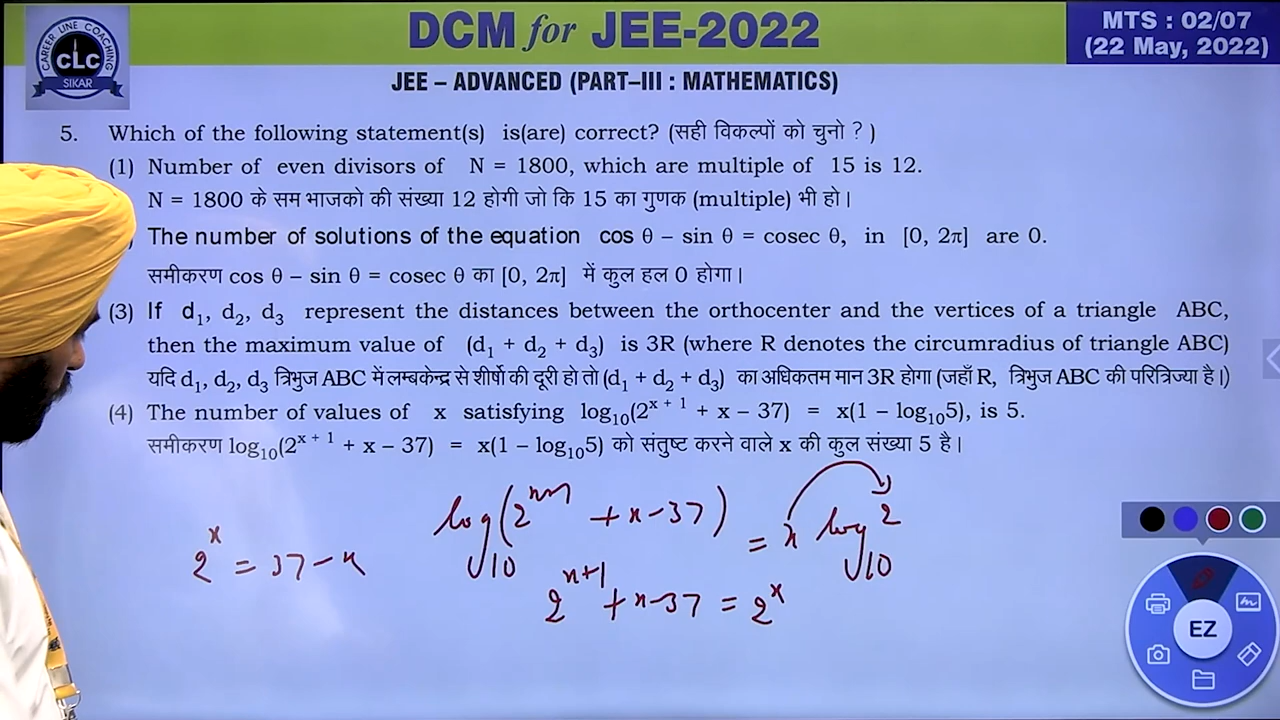 CAREER LINE COACHING
CLC
SIKAR
DCM for JEE-2022
MTS : 02/07
(22 May, 2022)
JEE – ADVANCED (PART–III : MATHEMATICS)
5. Which of the following statement(s) is(are) correct? (सही विकल्पों को चुनो ? )
(1) Number of even divisors of N = 1800, which are multiple of 15 is 12.
N = 1800 के सम भाजको की संख्या 12 होगी जो कि 15 का गुणक (multiple) भी हो।
The number of solutions of the equation cos θ – sin θ = cosec θ, in [0, 2π] are 0.
समीकरण cos θ – sin θ = cosec θ का [0, 2π] में कुल हल 0 होगा।
(3) If d₁, d₂, d₃ represent the distances between the orthocenter and the vertices of a triangle ABC,
then the maximum value of (d₁ + d₂ + d₃) is 3R (where R denotes the circumradius of triangle ABC)
यदि d₁, d₂, d₃ त्रिभुज ABC में लम्बकेन्द्र से शीर्षो की दूरी हो तो (d₁ + d₂ + d₃) का अधिकतम मान 3R होगा (जहाँ R, त्रिभुज ABC की परित्रिज्या है।)
(4) The number of values of x satisfying log₁₀(2ˣ ⁺ ¹ + x – 37) = x(1 – log₁₀5), is 5.
समीकरण log₁₀(2ˣ ⁺ ¹ + x – 37) = x(1 – log₁₀5) को संतुष्ट करने वाले x की कुल संख्या 5 है।
log₁₀(2ˣ⁺¹ + x – 37) = x log₁₀2
2ˣ = 37 – x
2ˣ⁺¹ + x – 37 = 2ˣ
EZ